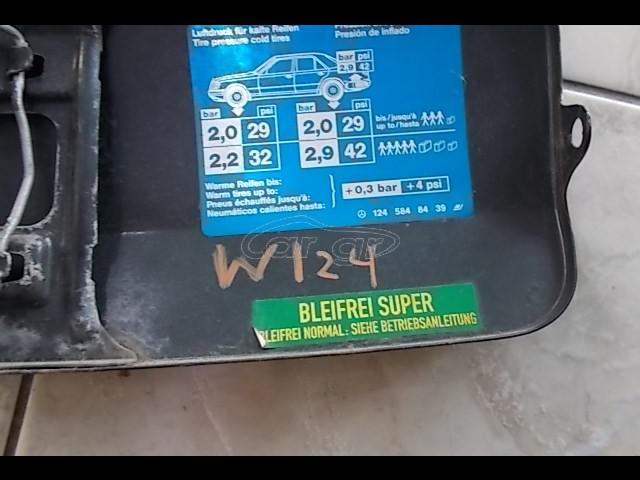 Luftdruck für kalte Reifen
Tire pressure cold tires
Presión de inflado
bar psi
2,9 42
bar psi bar psi
2,0 29 2,0 29 bis/jusqu'à
up to/hasta
2,2 32 2,9 42
Warme Reifen bis:
Warm tires up to:
Pneus échauffés jusqu'à:
Neumáticos calientes hasta:
+0,3 bar +4 psi
124 584 84 39
car.gr
W124
BLEIFREI SUPER
BLEIFREI NORMAL: SIEHE BETRIEBSANLEITUNG